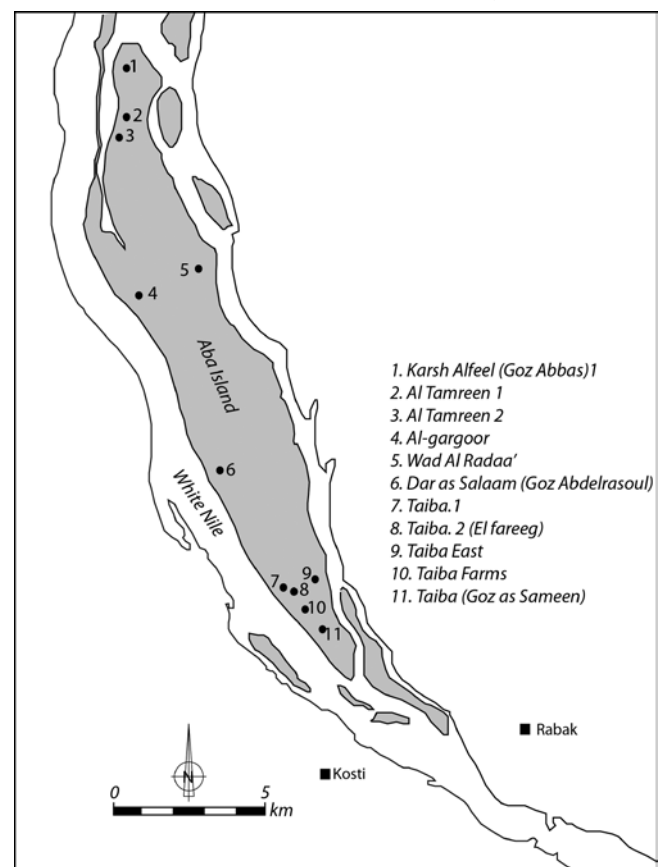 1
2
3
5
4
Aba Island
1. Karsh Alfeel (Goz Abbas)1
2. Al Tamreen 1
3. Al Tamreen 2
4. Al-gargoor
5. Wad Al Radaa’
6. Dar as Salaam (Goz Abdelrasoul)
7. Taiba.1
8. Taiba. 2 (El fareeg)
9. Taiba East
10. Taiba Farms
11. Taiba (Goz as Sameen)
6
White Nile
9
7
8
10
11
Rabak
N
Kosti
0 5
km